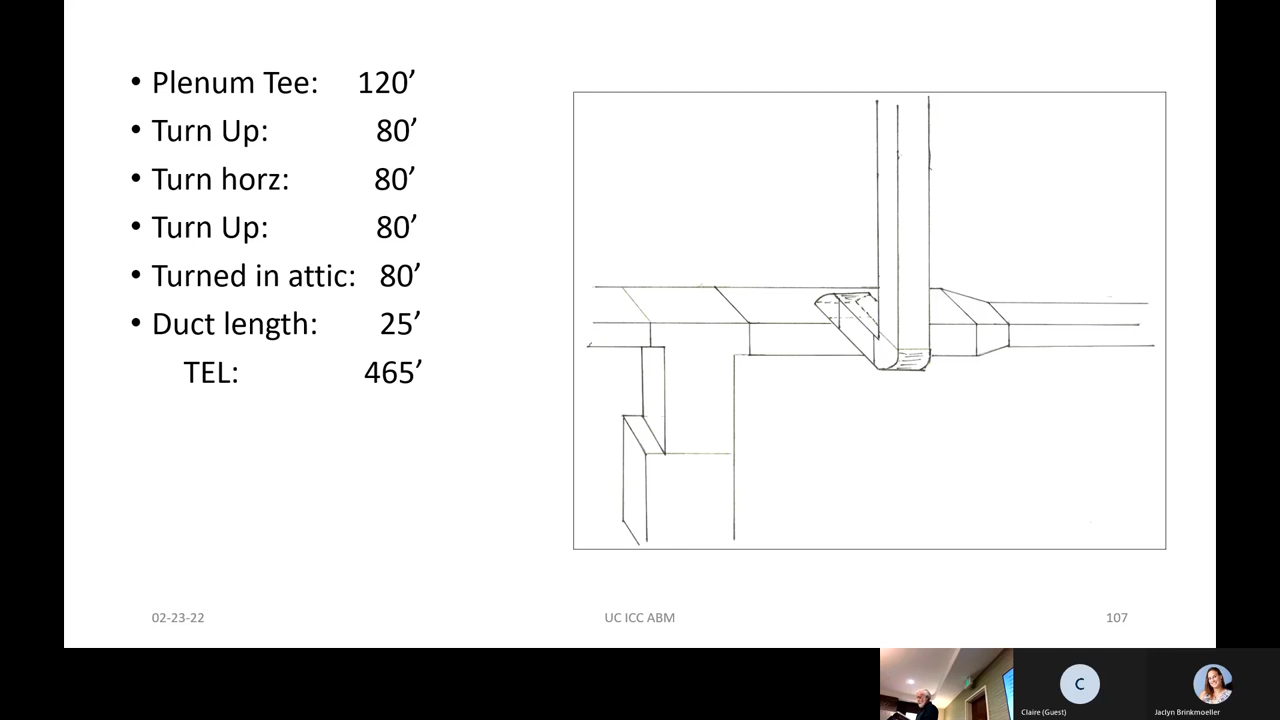 • Plenum Tee: 120’
• Turn Up: 80’
• Turn horz: 80’
• Turn Up: 80’
• Turned in attic: 80’
• Duct length: 25’
TEL: 465’
02-23-22 UC ICC ABM 107
C
Claire (Guest) Jaclyn Brinkmoeller